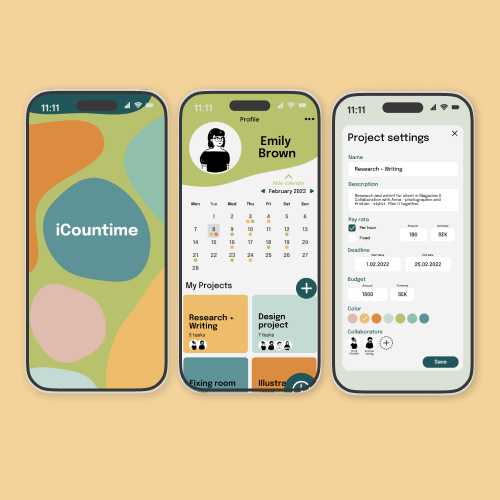 11:11
iCountime
11:11
Profile
Emily
Brown
Hide calendar
February 2022
Mon Tue Wed Thu Fri Sat Sun
1 2 3 4 5 6
7 8 9 10 11 12 13
14 15 16 17 18 19 20
21 22 23 24 25 26 27
28
My Projects
Research +
Writing
5 tasks
Design
project
7 tasks
Fixing room
Illustra
11:11
Project settings
Name
Research + Writing
Description
Research and writinf for client in Magazine X.
Collaboration with Anna - photographer and
Kristian - stylist. Plan it together.
Pay rate
Per hour
Fixed
Amount
Currency
180
SEK
Deadline
Start date
End date
1.02.2022
25.02.2022
Budget
Amount
Currency
1500
SEK
Color
Collaborators
Save